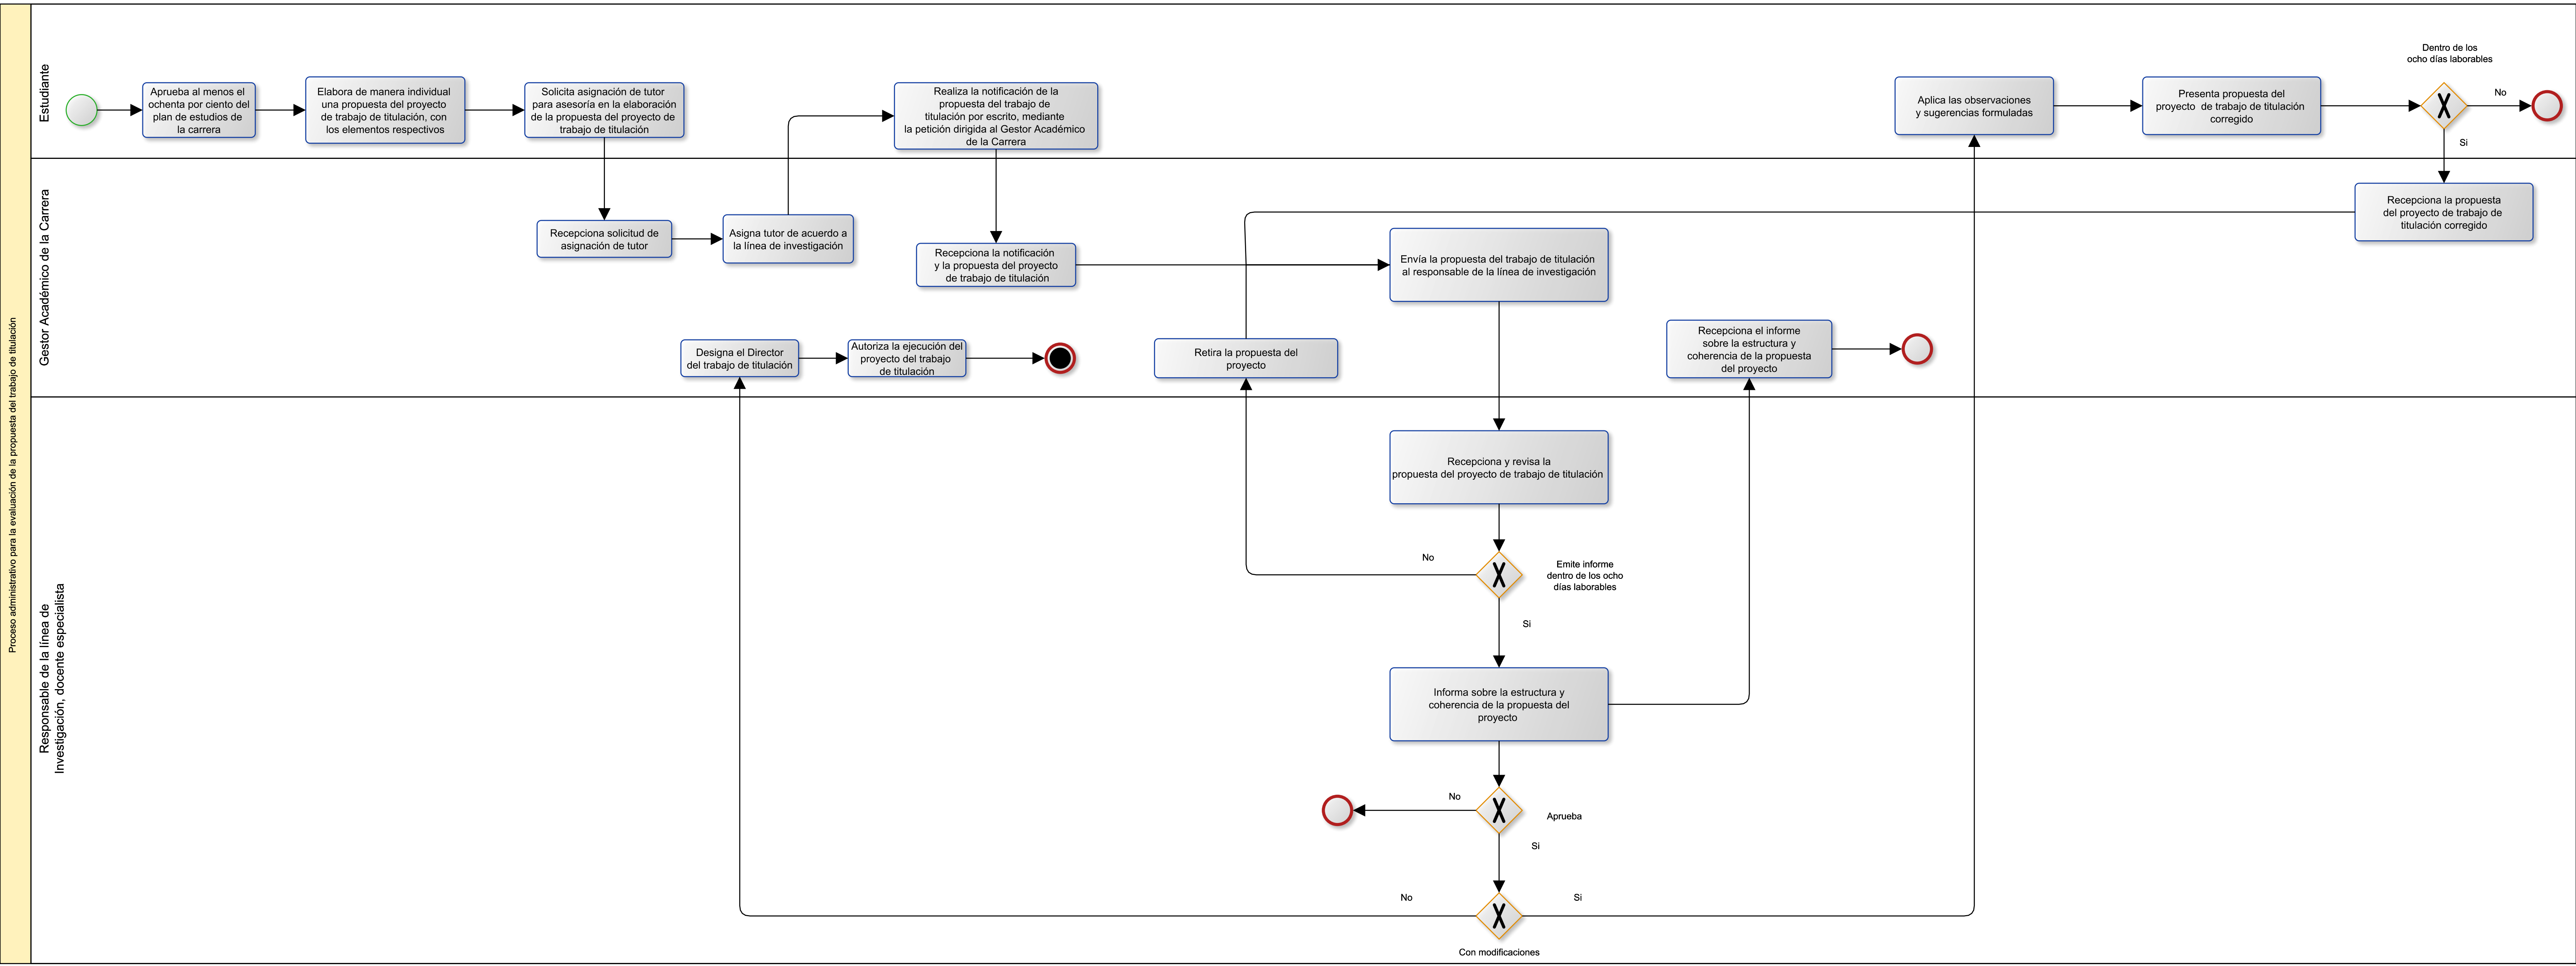 Proceso administrativo para la evaluación de la propuesta del trabajo de titulación
Estudiante
Aprueba al menos el
ochenta por ciento del
plan de estudios de
la carrera
Elabora de manera individual
una propuesta del proyecto
de trabajo de titulación, con
los elementos respectivos
Solicita asignación de tutor
para asesoría en la elaboración
de la propuesta del proyecto de
trabajo de titulación
Realiza la notificación de la
propuesta del trabajo de
titulación por escrito, mediante
la petición dirigida al Gestor Académico
de la Carrera
Aplica las observaciones
y sugerencias formuladas
Presenta propuesta del
proyecto de trabajo de titulación
corregido
Dentro de los
ocho días laborables
No
Si
Gestor Académico de la Carrera
Recepciona solicitud de
asignación de tutor
Asigna tutor de acuerdo a
la línea de investigación
Recepciona la notificación
y la propuesta del proyecto
de trabajo de titulación
Envía la propuesta del trabajo de titulación
al responsable de la línea de investigación
Recepciona la propuesta
del proyecto de trabajo de
titulación corregido
Designa el Director
del trabajo de titulación
Autoriza la ejecución del
proyecto del trabajo
de titulación
Retira la propuesta del
proyecto
Recepciona el informe
sobre la estructura y
coherencia de la propuesta
del proyecto
Responsable de la línea de
Investigación, docente especialista
Recepciona y revisa la
propuesta del proyecto de trabajo de titulación
No
Emite informe
dentro de los ocho
días laborables
Si
Informa sobre la estructura y
coherencia de la propuesta del
proyecto
No
Aprueba
Si
No
Si
Con modificaciones